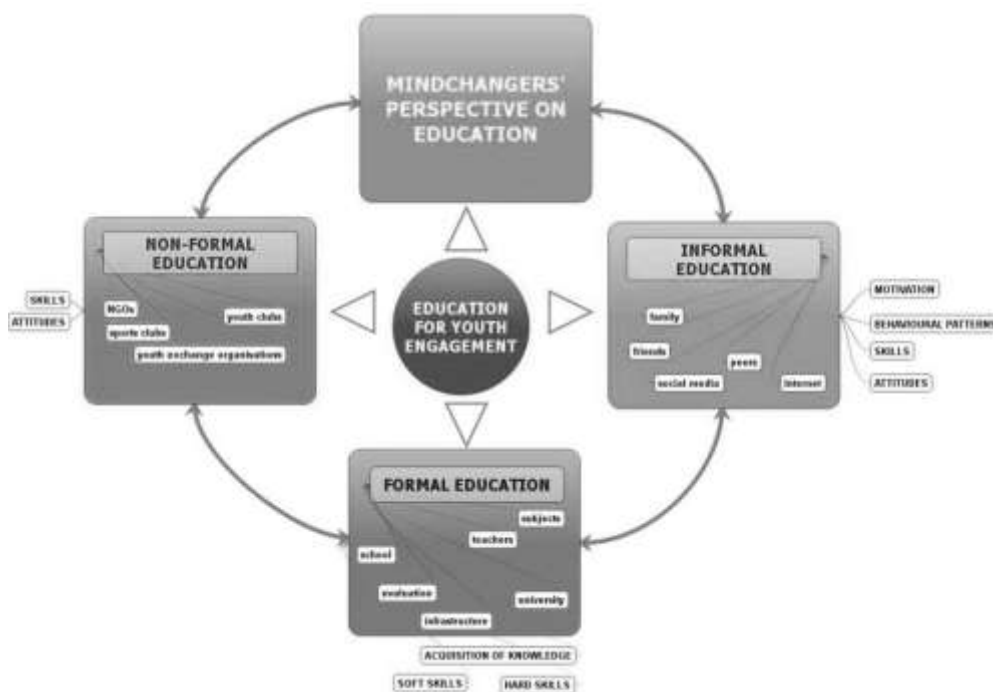 MINDCHANGERS'
PERSPECTIVE ON
EDUCATION
NON-FORMAL
EDUCATION
NGOs
youth clubs
sports clubs
youth exchange organisations
SKILLS
ATTITUDES
EDUCATION
FOR YOUTH
ENGAGEMENT
INFORMAL
EDUCATION
family
friends
peers
social media
internet
MOTIVATION
BEHAVIOURAL PATTERNS
SKILLS
ATTITUDES
FORMAL EDUCATION
subjects
teachers
school
evaluation
university
infrastructure
ACQUISITION OF KNOWLEDGE
SOFT SKILLS
HARD SKILLS